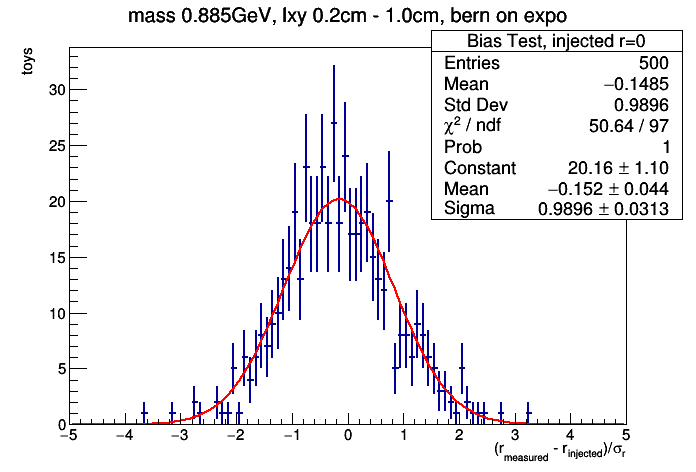 mass 0.885GeV, lxy 0.2cm - 1.0cm, bern on expo
toys
Bias Test, injected r=0
Entries 500
Mean −0.1485
Std Dev 0.9896
χ² / ndf 50.64 / 97
Prob 1
Constant 20.16 ± 1.10
Mean −0.152 ± 0.044
Sigma 0.9896 ± 0.0313
30
25
20
15
10
5
0
−5 −4 −3 −2 −1 0 1 2 3 4 5
(r_measured - r_injected)/σ_r